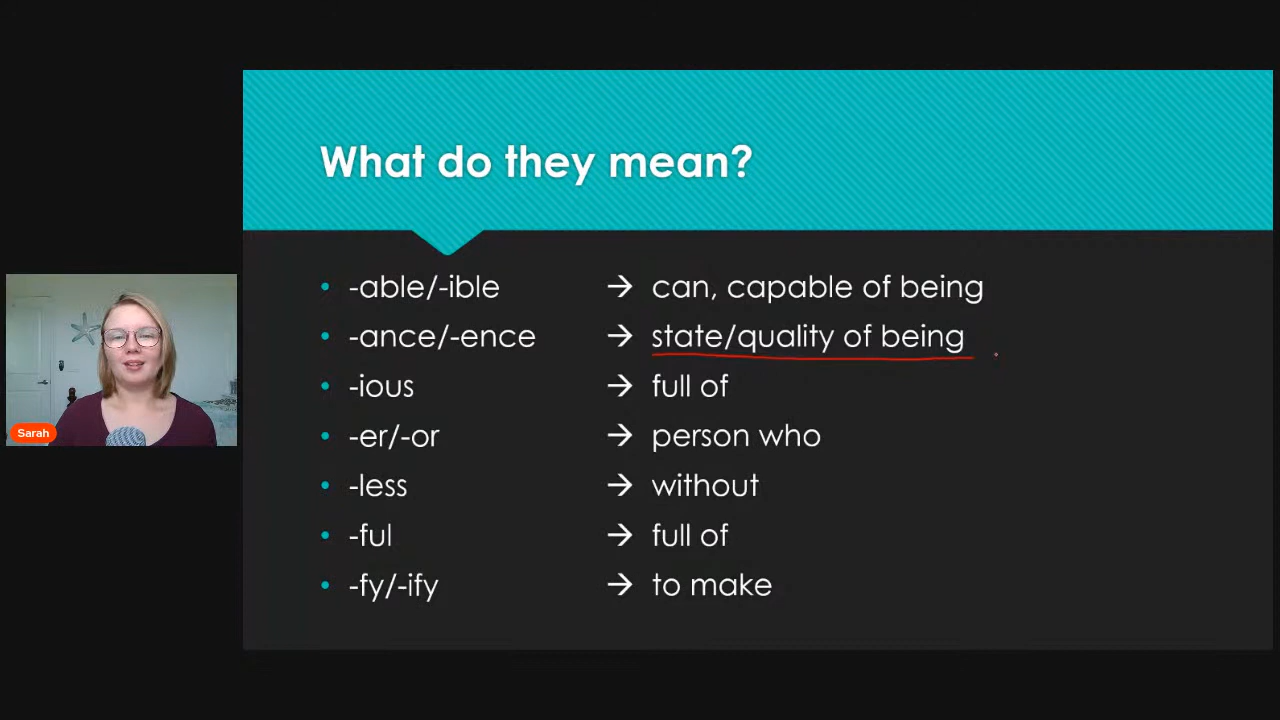 What do they mean?
• -able/-ible → can, capable of being
• -ance/-ence → state/quality of being
• -ious → full of
• -er/-or → person who
• -less → without
• -ful → full of
• -fy/-ify → to make
Sarah